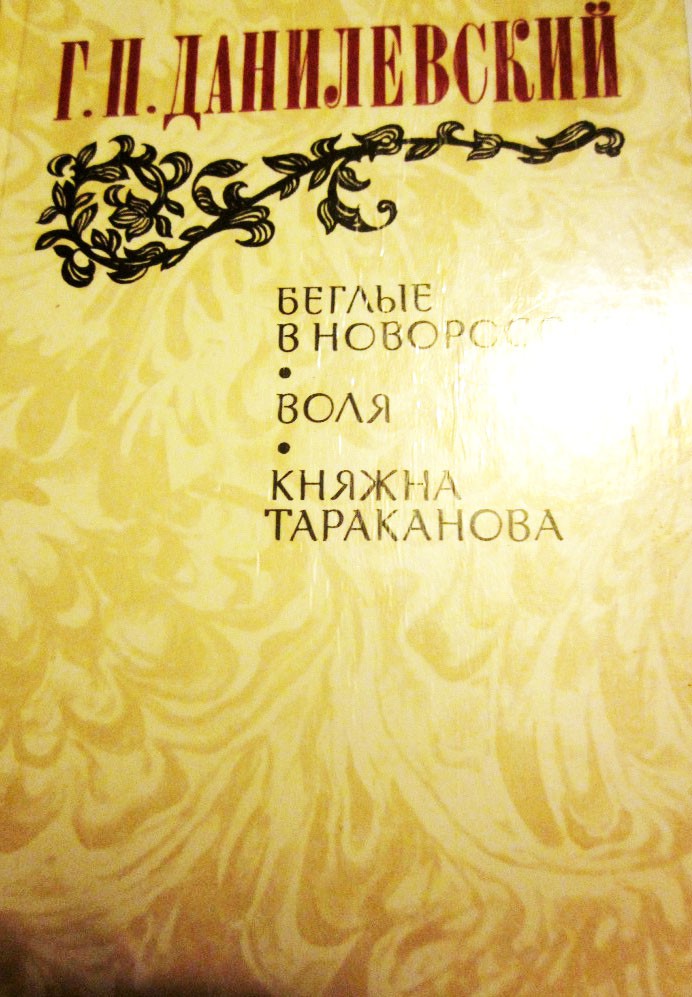 Г. П. ДАНИЛЕВСКИЙ
БЕГЛЫЕ
В
•
ВОЛЯ
•
КНЯЖНА
ТАРАКАНОВА